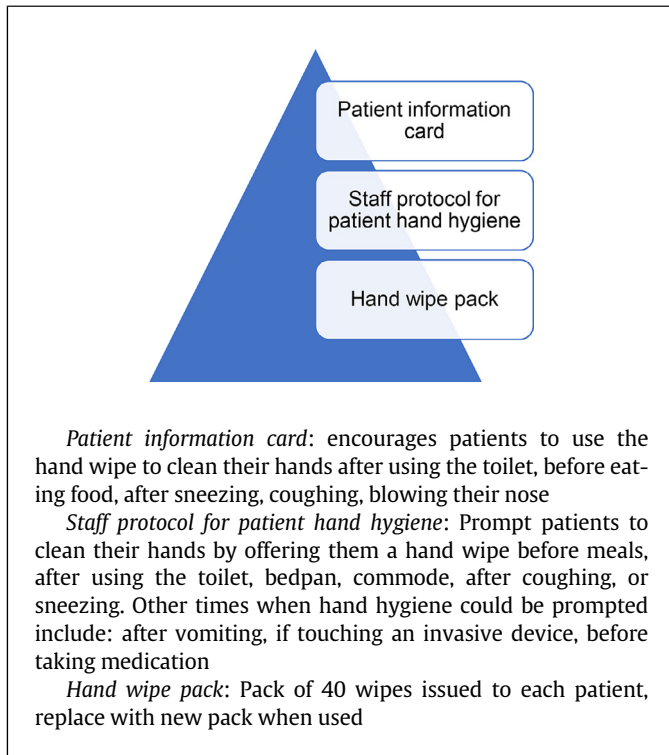 Patient information
card
Staff protocol for
patient hand hygiene
Hand wipe pack
Patient information card: encourages patients to use the
hand wipe to clean their hands after using the toilet, before eat-
ing food, after sneezing, coughing, blowing their nose
Staff protocol for patient hand hygiene: Prompt patients to
clean their hands by offering them a hand wipe before meals,
after using the toilet, bedpan, commode, after coughing, or
sneezing. Other times when hand hygiene could be prompted
include: after vomiting, if touching an invasive device, before
taking medication
Hand wipe pack: Pack of 40 wipes issued to each patient,
replace with new pack when used